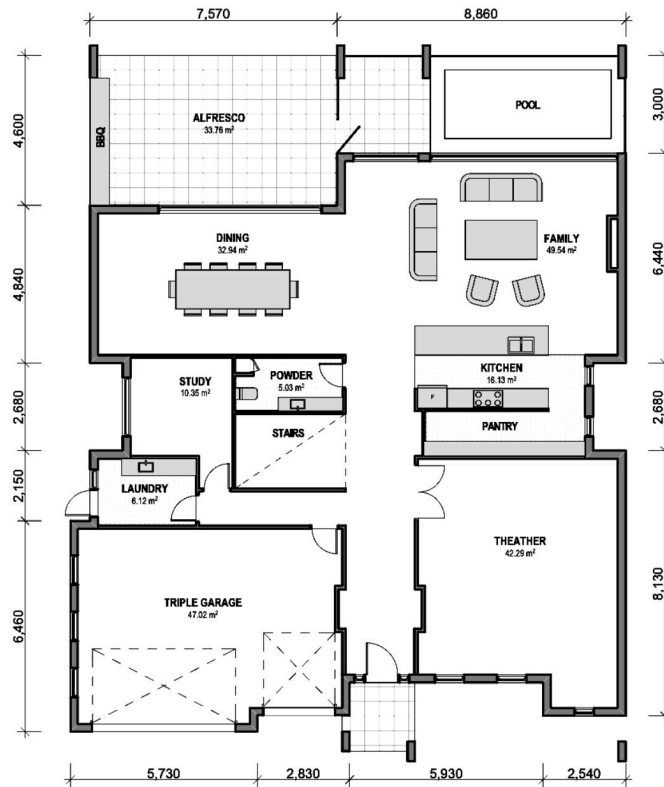 7,570
8,860
4,600
BBQ
ALFRESCO
33.76 m²
POOL
3,000
DINING
32.94 m²
FAMILY
49.54 m²
4,840
6,440
STUDY
10.35 m²
POWDER
5.03 m²
KITCHEN
16.13 m²
F
2,680
2,680
STAIRS
PANTRY
LAUNDRY
6.12 m²
2,150
THEATHER
42.29 m²
TRIPLE GARAGE
47.02 m²
6,460
8,130
5,730
2,830
5,930
2,540